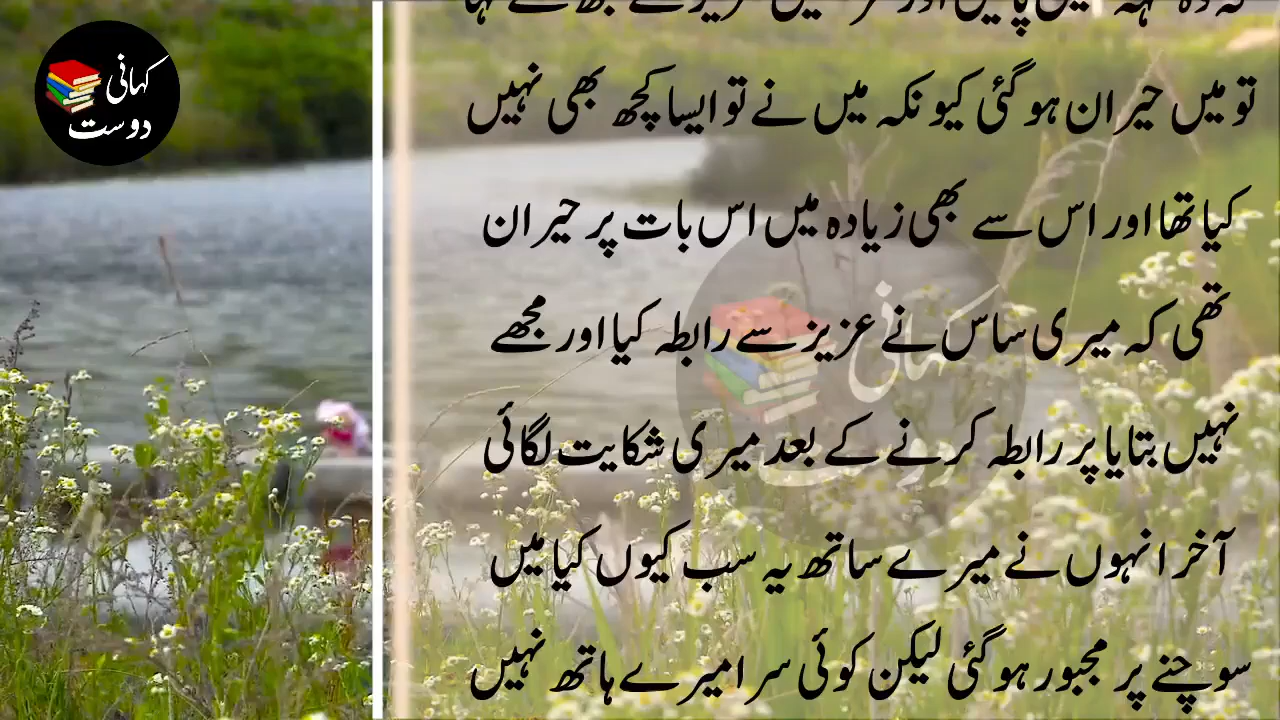 کہانی
دوست
تو میں حیران ہو گئی کیونکہ میں نے تو ایسا کچھ بھی نہیں
کیا تھا اور اس سے بھی زیادہ میں اس بات پر حیران
تھی کہ میری ساس نے عزیز سے رابطہ کیا اور مجھے
نہیں بتایا پر رابطہ کرنے کے بعد میری شکایت لگائی
آخر انہوں نے میرے ساتھ یہ سب کیوں کیا میں
سوچنے پر مجبور ہو گئی لیکن کوئی سرا میرے ہاتھ نہیں
کہانی